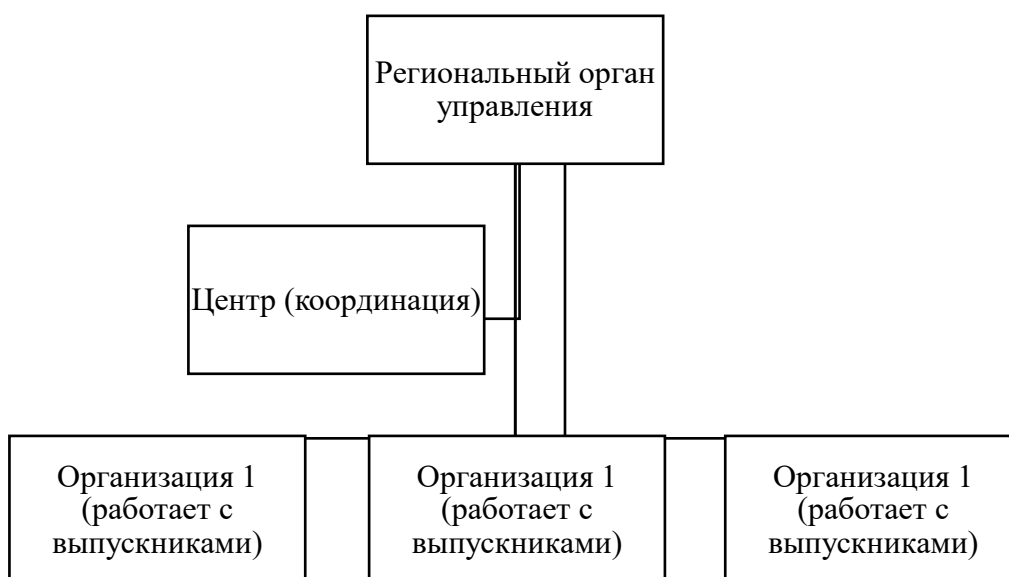 Региональный орган
управления
Центр (координация)
Организация 1
(работает с
выпускниками)
Организация 1
(работает с
выпускниками)
Организация 1
(работает с
выпускниками)